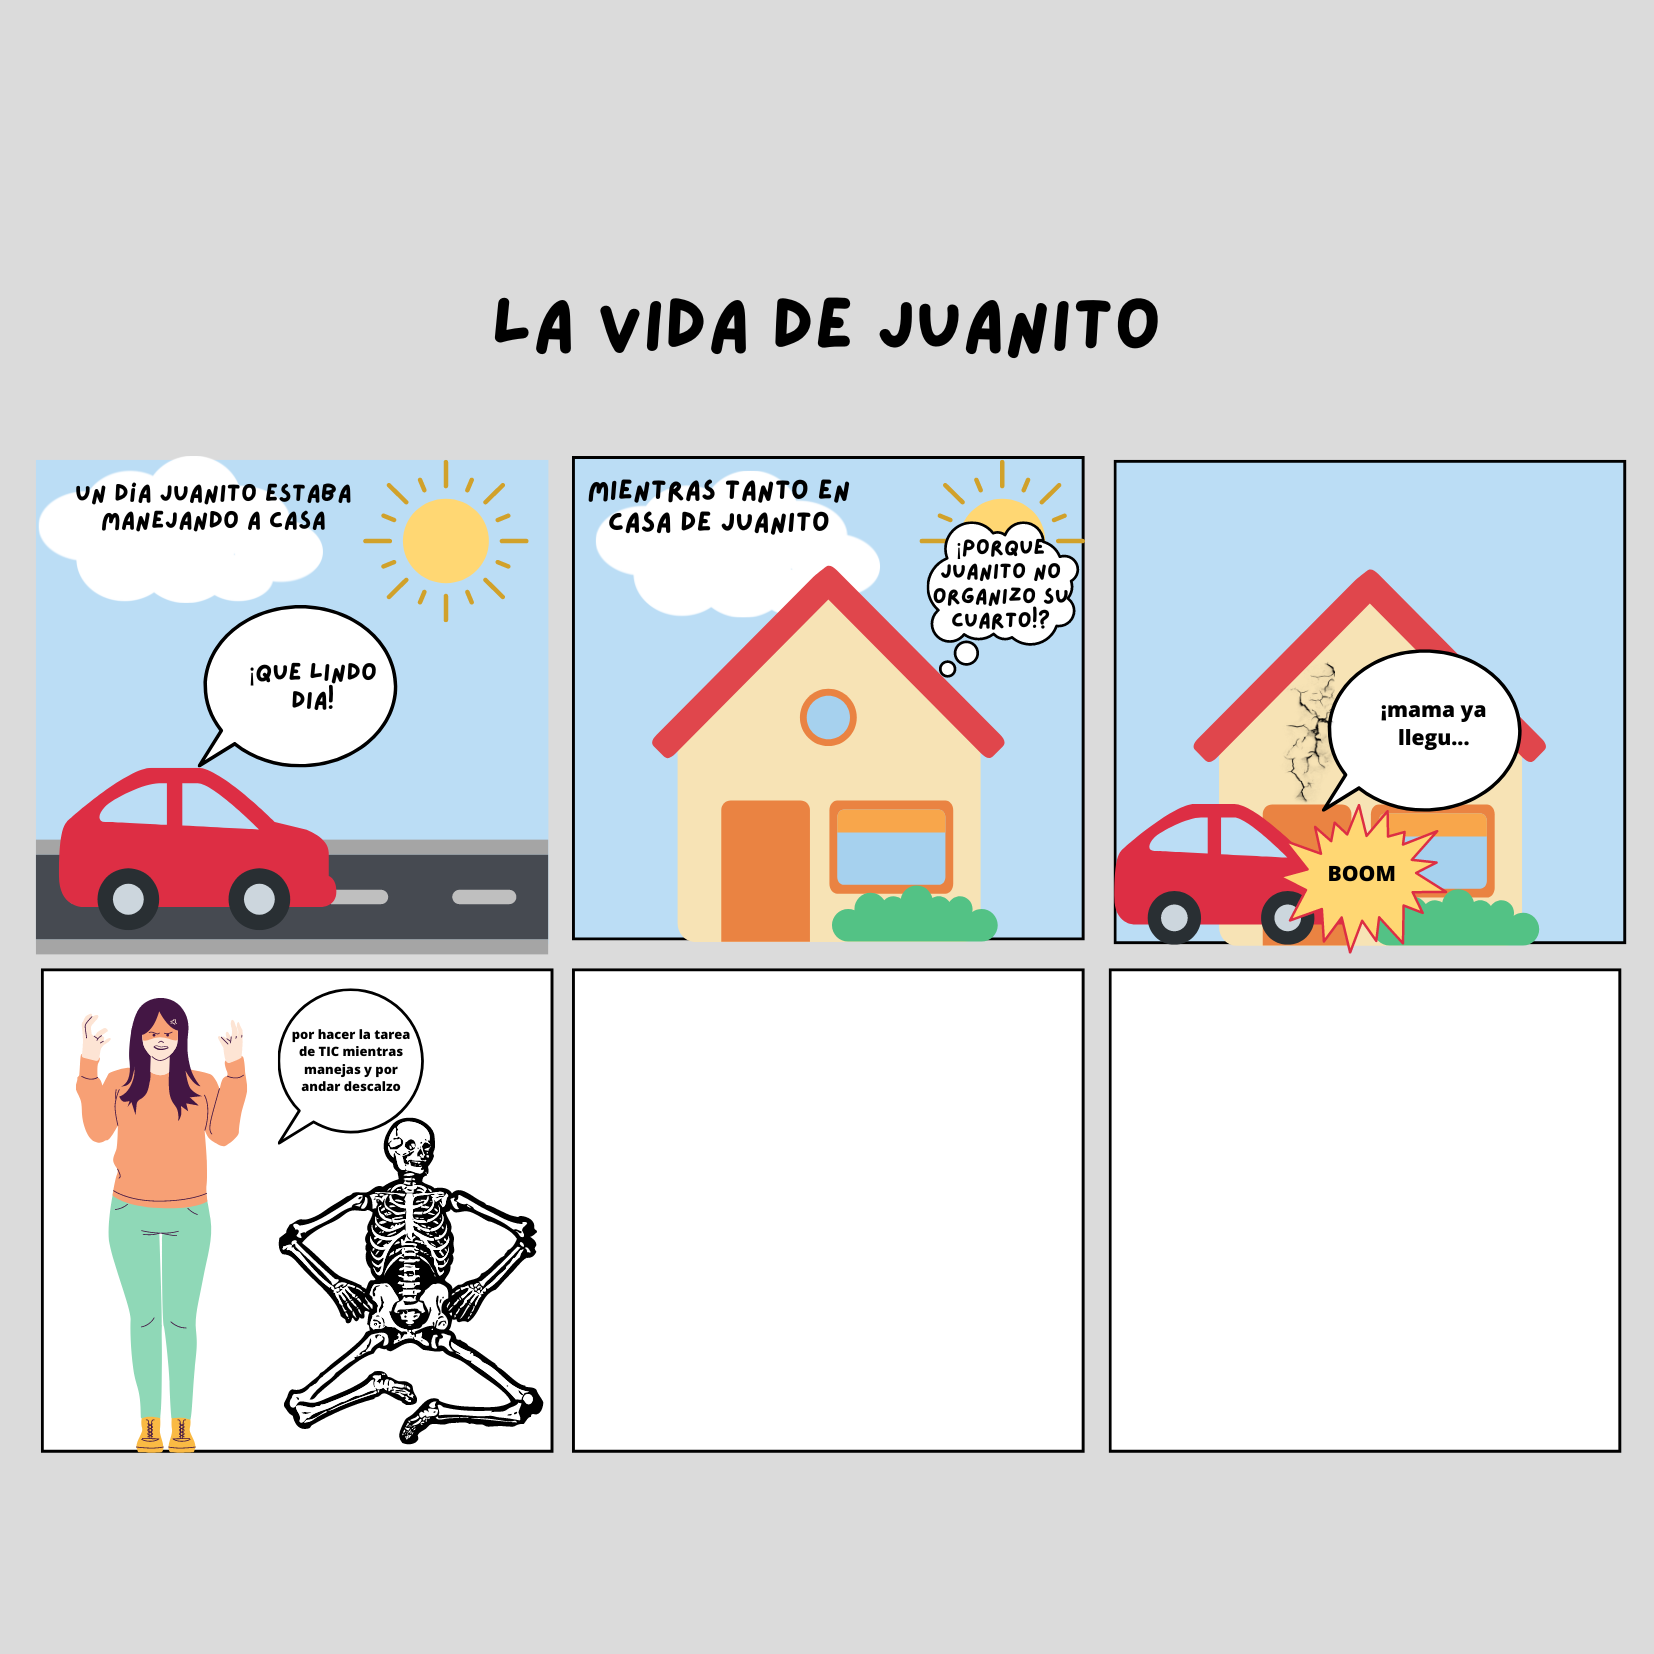 LA VIDA DE JUANITO
UN DÍA JUANITO ESTABA
MANEJANDO A CASA
¡QUE LINDO
DIA!
MIENTRAS TANTO EN
CASA DE JUANITO
¡PORQUE
JUANITO NO
ORGANIZO SU
CUARTO!?
¡mama ya
llegu...
BOOM
por hacer la tarea
de TIC mientras
manejas y por
andar descalzo